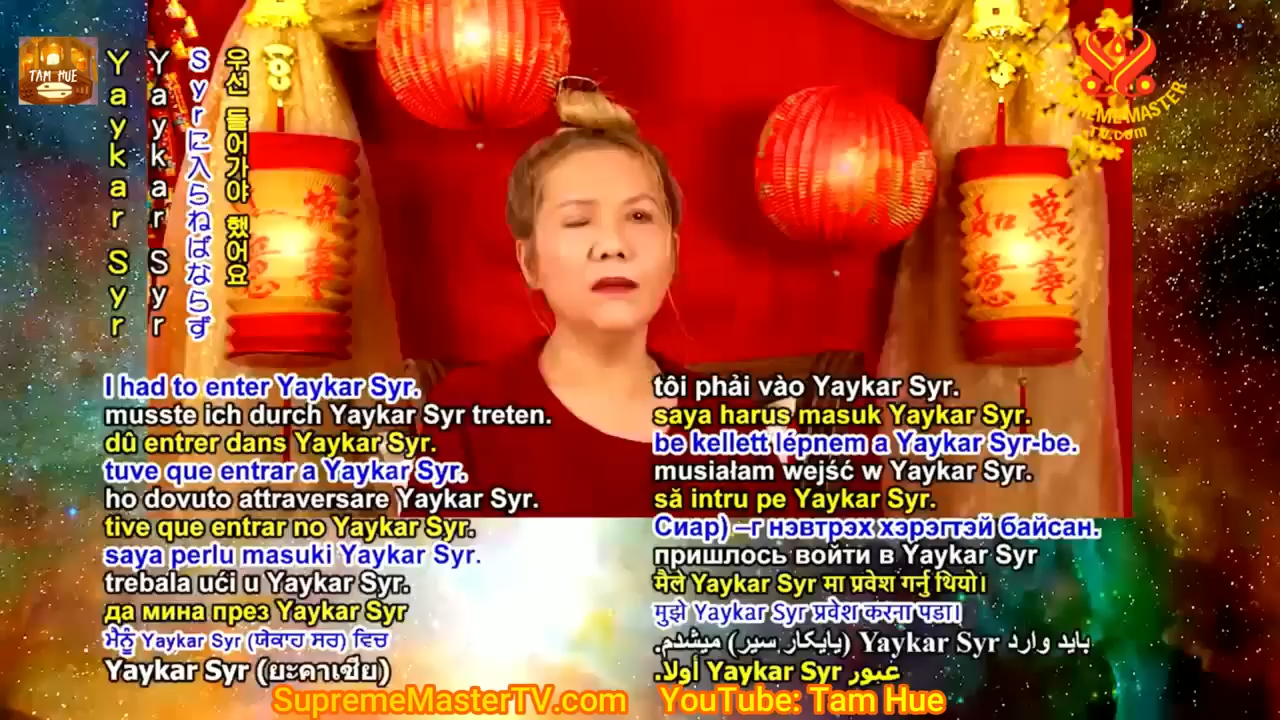 TAM HUE
Yaykar Syr
Yaykar Syr
Syrに入らねばならず
우선 들어가야 했어요
SUPREME MASTER
TV.com
如意
萬事
I had to enter Yaykar Syr.
musste ich durch Yaykar Syr treten.
dû entrer dans Yaykar Syr.
tuve que entrar a Yaykar Syr.
ho dovuto attraversare Yaykar Syr.
tive que entrar no Yaykar Syr.
saya perlu masuki Yaykar Syr.
trebala ući u Yaykar Syr.
да мина през Yaykar Syr
ਮੈਨੂੰ Yaykar Syr (ਯੇਕਾਹ ਸਰ) ਵਿਚ
Yaykar Syr (ยะคาเซีย)
tôi phải vào Yaykar Syr.
saya harus masuk Yaykar Syr.
be kellett lépnem a Yaykar Syr-be.
musiałam wejść w Yaykar Syr.
să intru pe Yaykar Syr.
Сиар) –г нэвтрэх хэрэгтэй байсан.
пришлось войти в Yaykar Syr
मैले Yaykar Syr मा प्रवेश गर्नु थियो।
मुझे Yaykar Syr प्रवेश करना पडा।
باید وارد Yaykar Syr (یایکار سیر) میشدم.
عبور Yaykar Syr أولا.
SupremeMasterTV.com
YouTube: Tam Hue